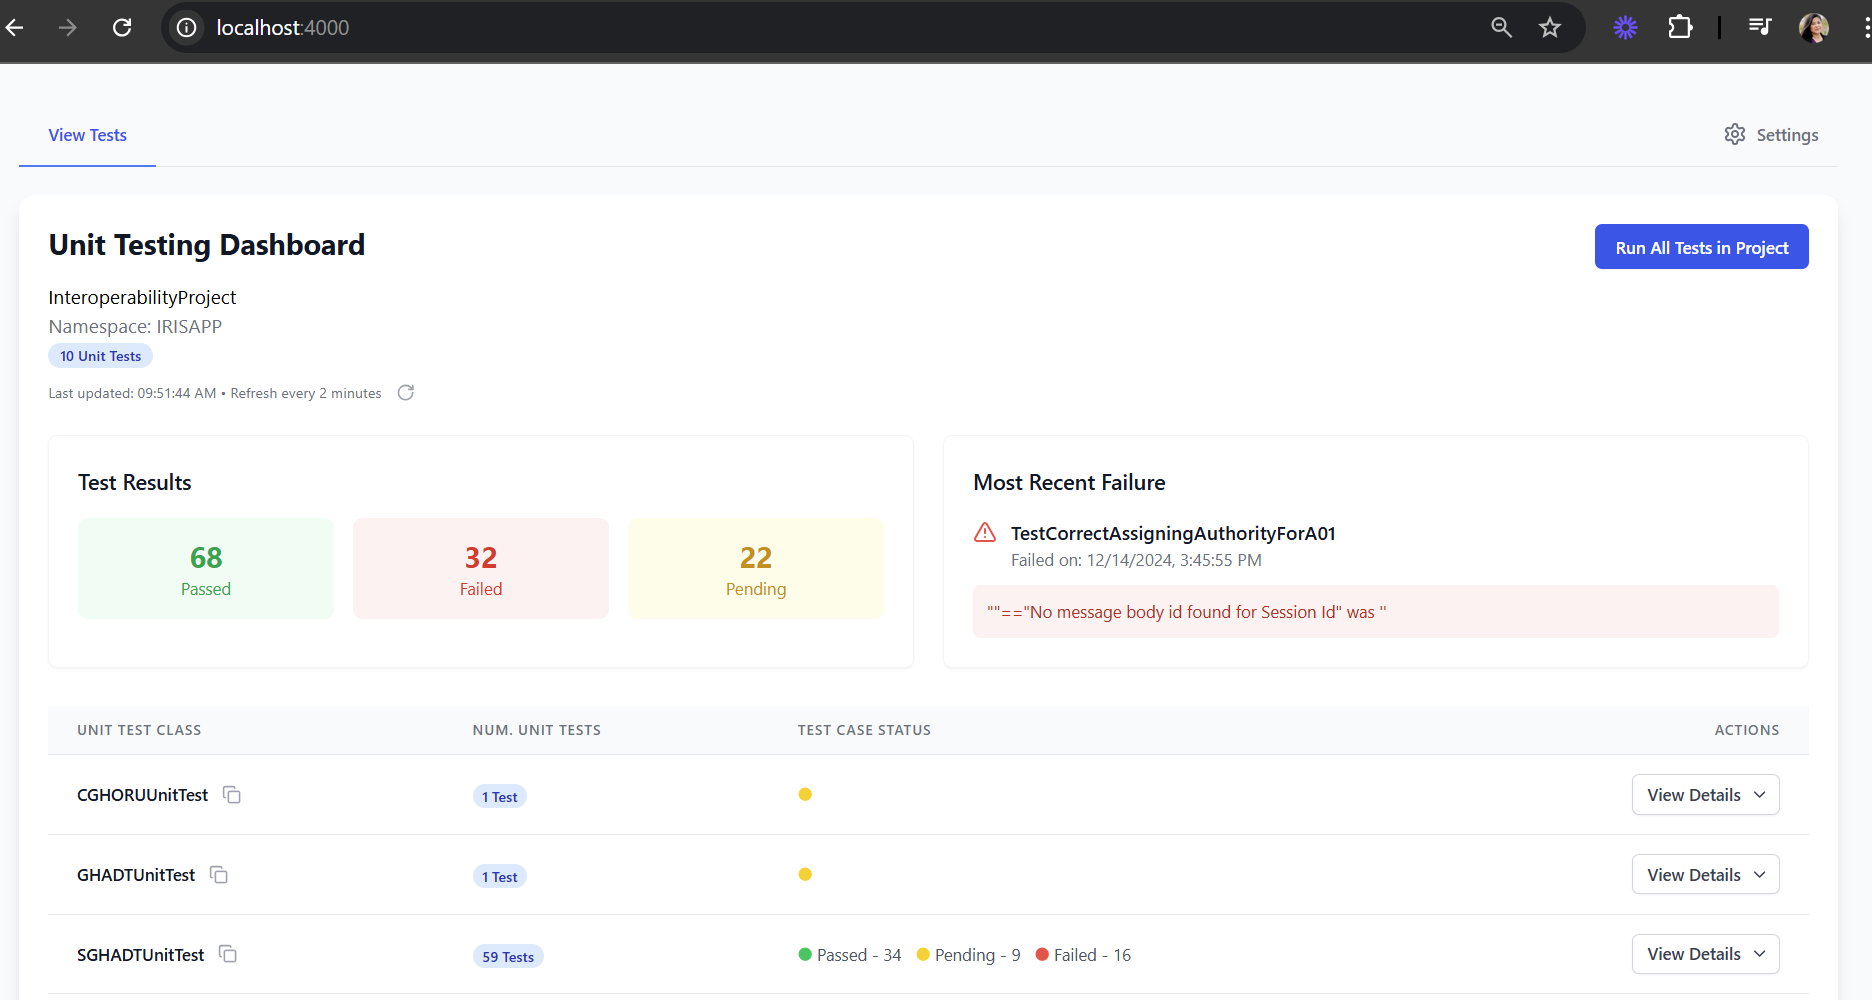 localhost:4000
View Tests
Settings
Unit Testing Dashboard
Run All Tests in Project
InteroperabilityProject
Namespace: IRISAPP
10 Unit Tests
Last updated: 09:51:44 AM • Refresh every 2 minutes
Test Results
68
Passed
32
Failed
22
Pending
Most Recent Failure
TestCorrectAssigningAuthorityForA01
Failed on: 12/14/2024, 3:45:55 PM
""=="No message body id found for Session Id" was ''
UNIT TEST CLASS NUM. UNIT TESTS TEST CASE STATUS ACTIONS
CGHORUUnitTest 1 Test View Details
GHADTUnitTest 1 Test View Details
SGHADTUnitTest 59 Tests Passed - 34 Pending - 9 Failed - 16 View Details